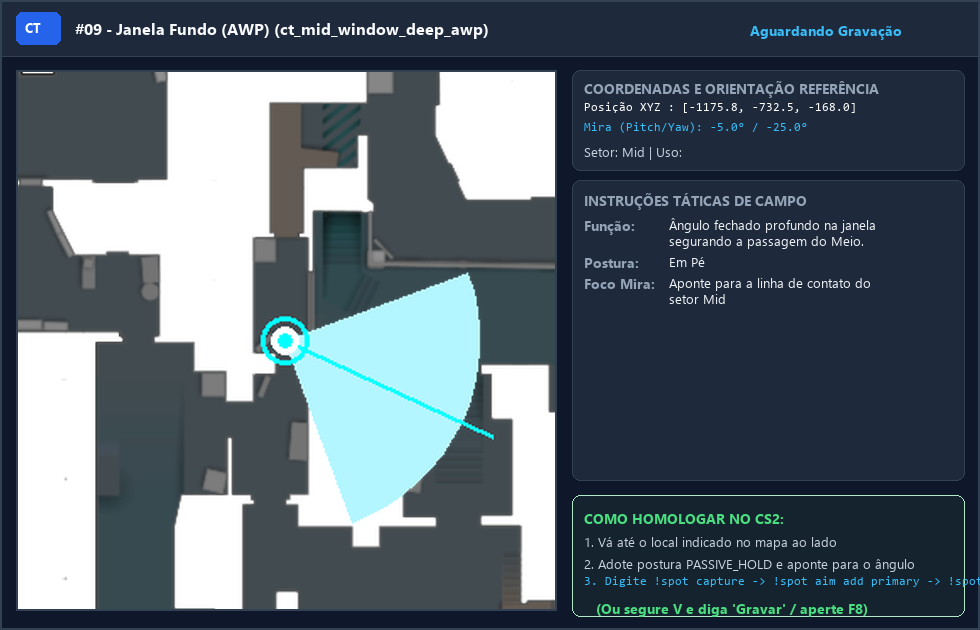 CT
#09 - Janela Fundo (AWP) (ct_mid_window_deep_awp)
Aguardando Gravação
COORDENADAS E ORIENTAÇÃO REFERÊNCIA
Posição XYZ : [-1175.8, -732.5, -168.0]
Mira (Pitch/Yaw): -5.0º / -25.0º
Setor: Mid | Uso:
INSTRUÇÕES TÁTICAS DE CAMPO
Função: Ângulo fechado profundo na janela
segurando a passagem do Meio.
Postura: Em Pé
Foco Mira: Aponte para a linha de contato do
setor Mid
COMO HOMOLOGAR NO CS2:
1. Vá até o local indicado no mapa ao lado
2. Adote postura PASSIVE_HOLD e aponte para o ângulo
3. Digite !spot capture -> !spot aim add primary -> !spot
(Ou segure V e diga 'Gravar' / aperte F8)